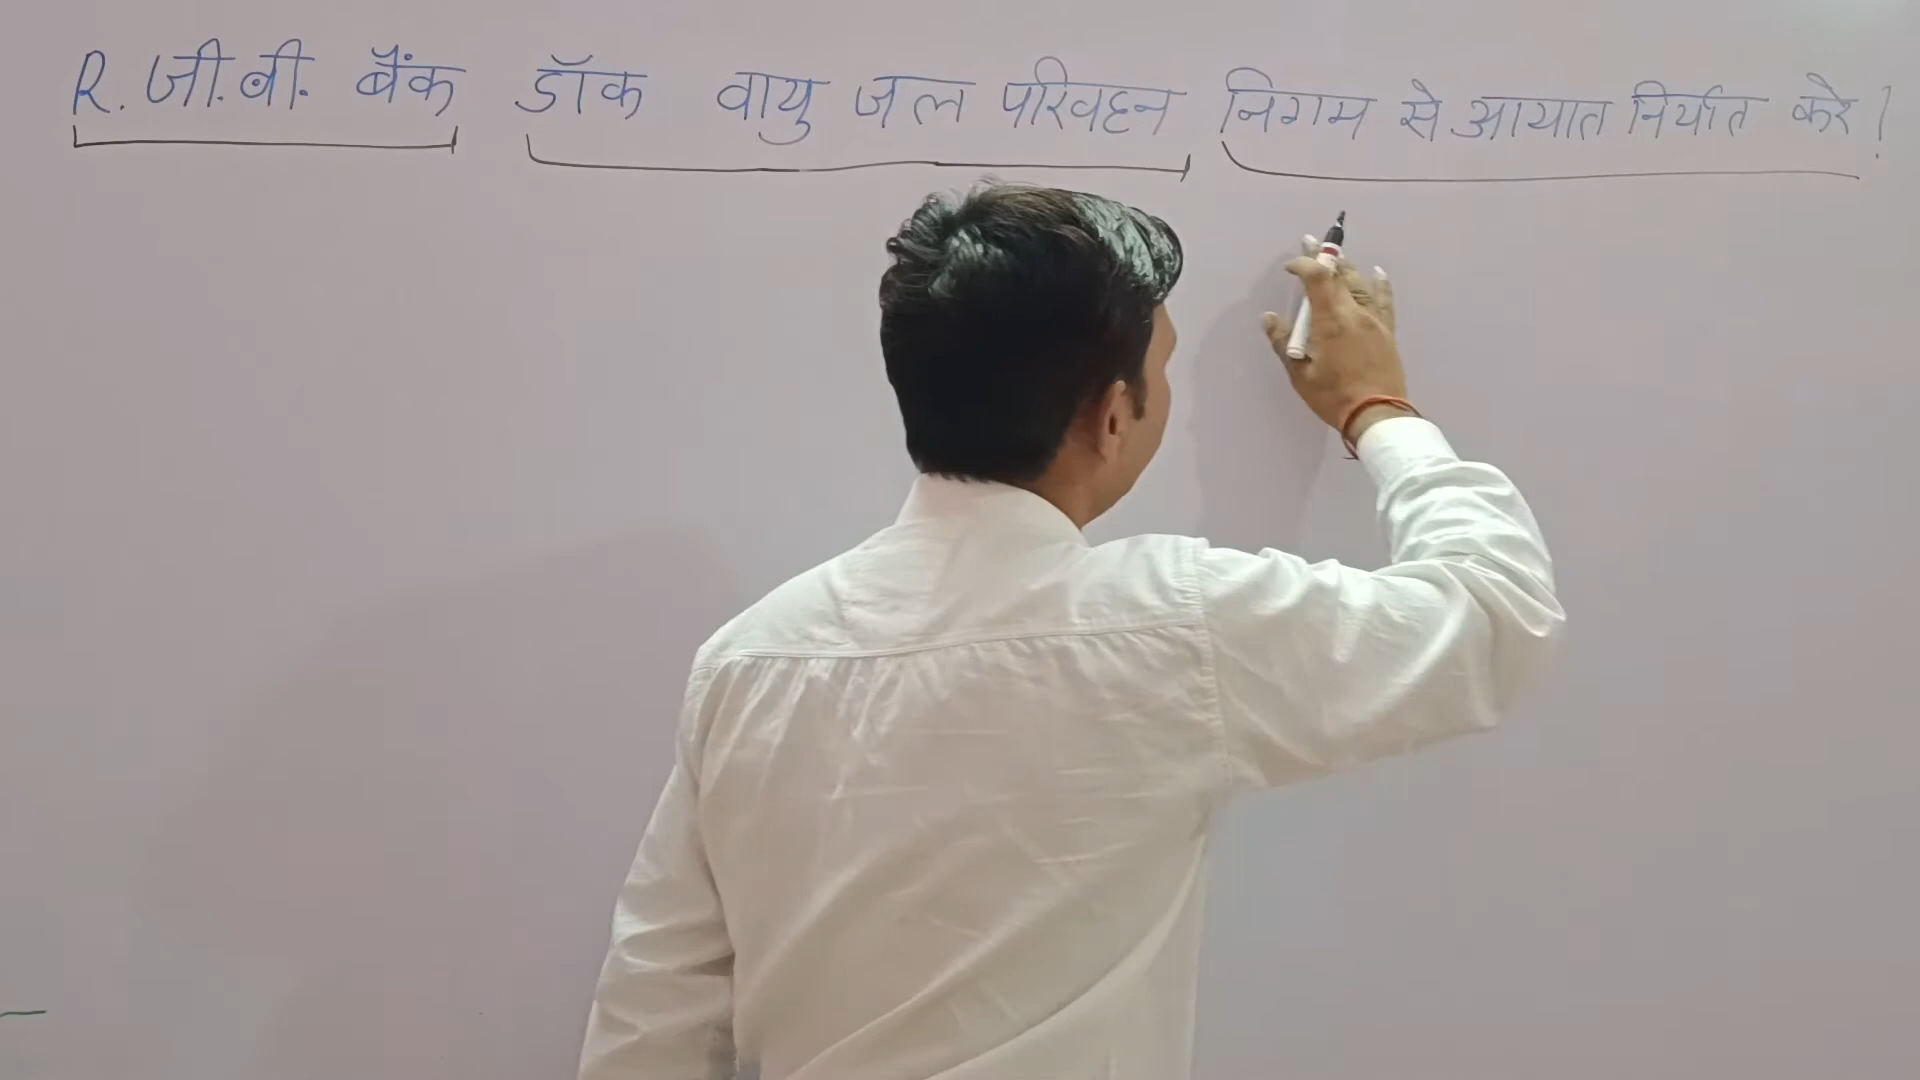 R. जी.बी. बैंक डॉक वायु जल परिवहन निगम से आयात निर्यात करे!